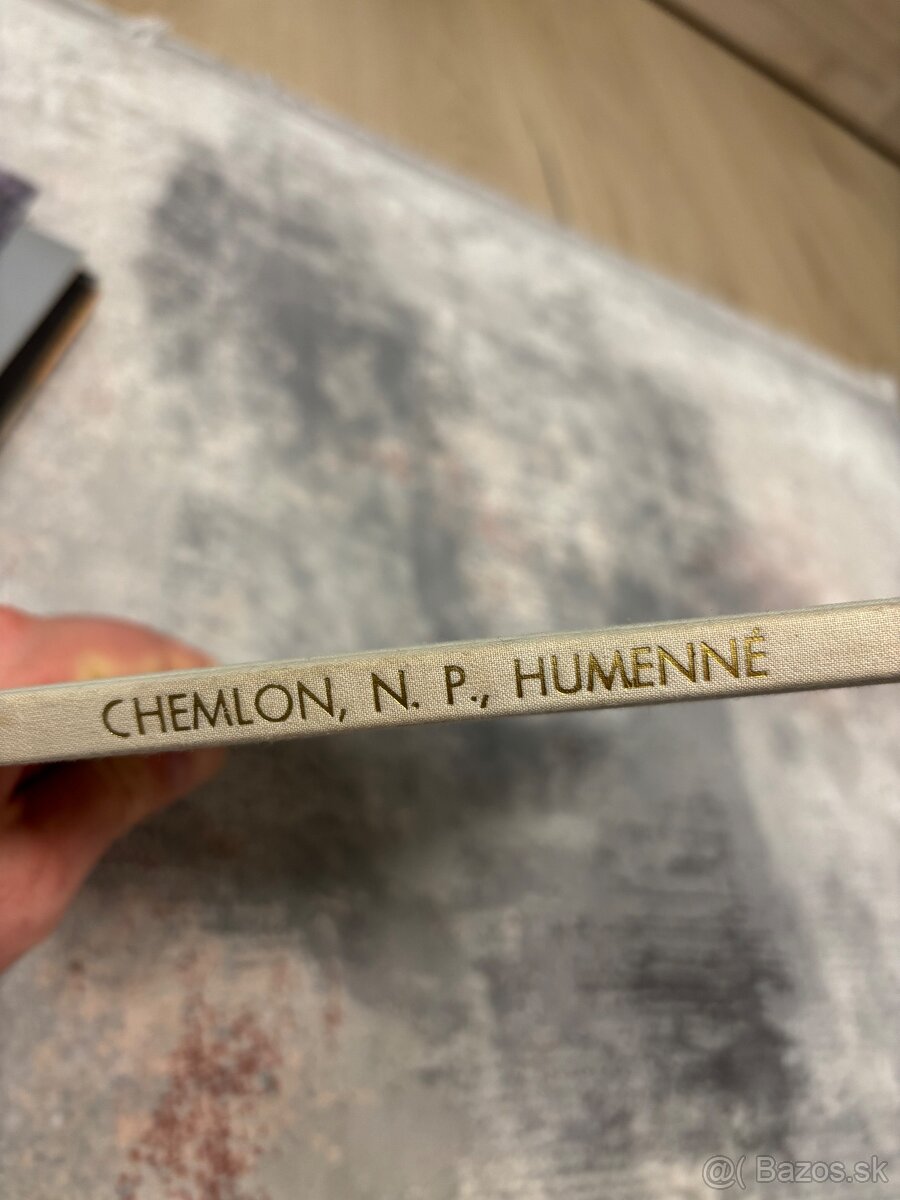 CHEMLON, N. P., HUMENNÉ
@( Bazos.sk